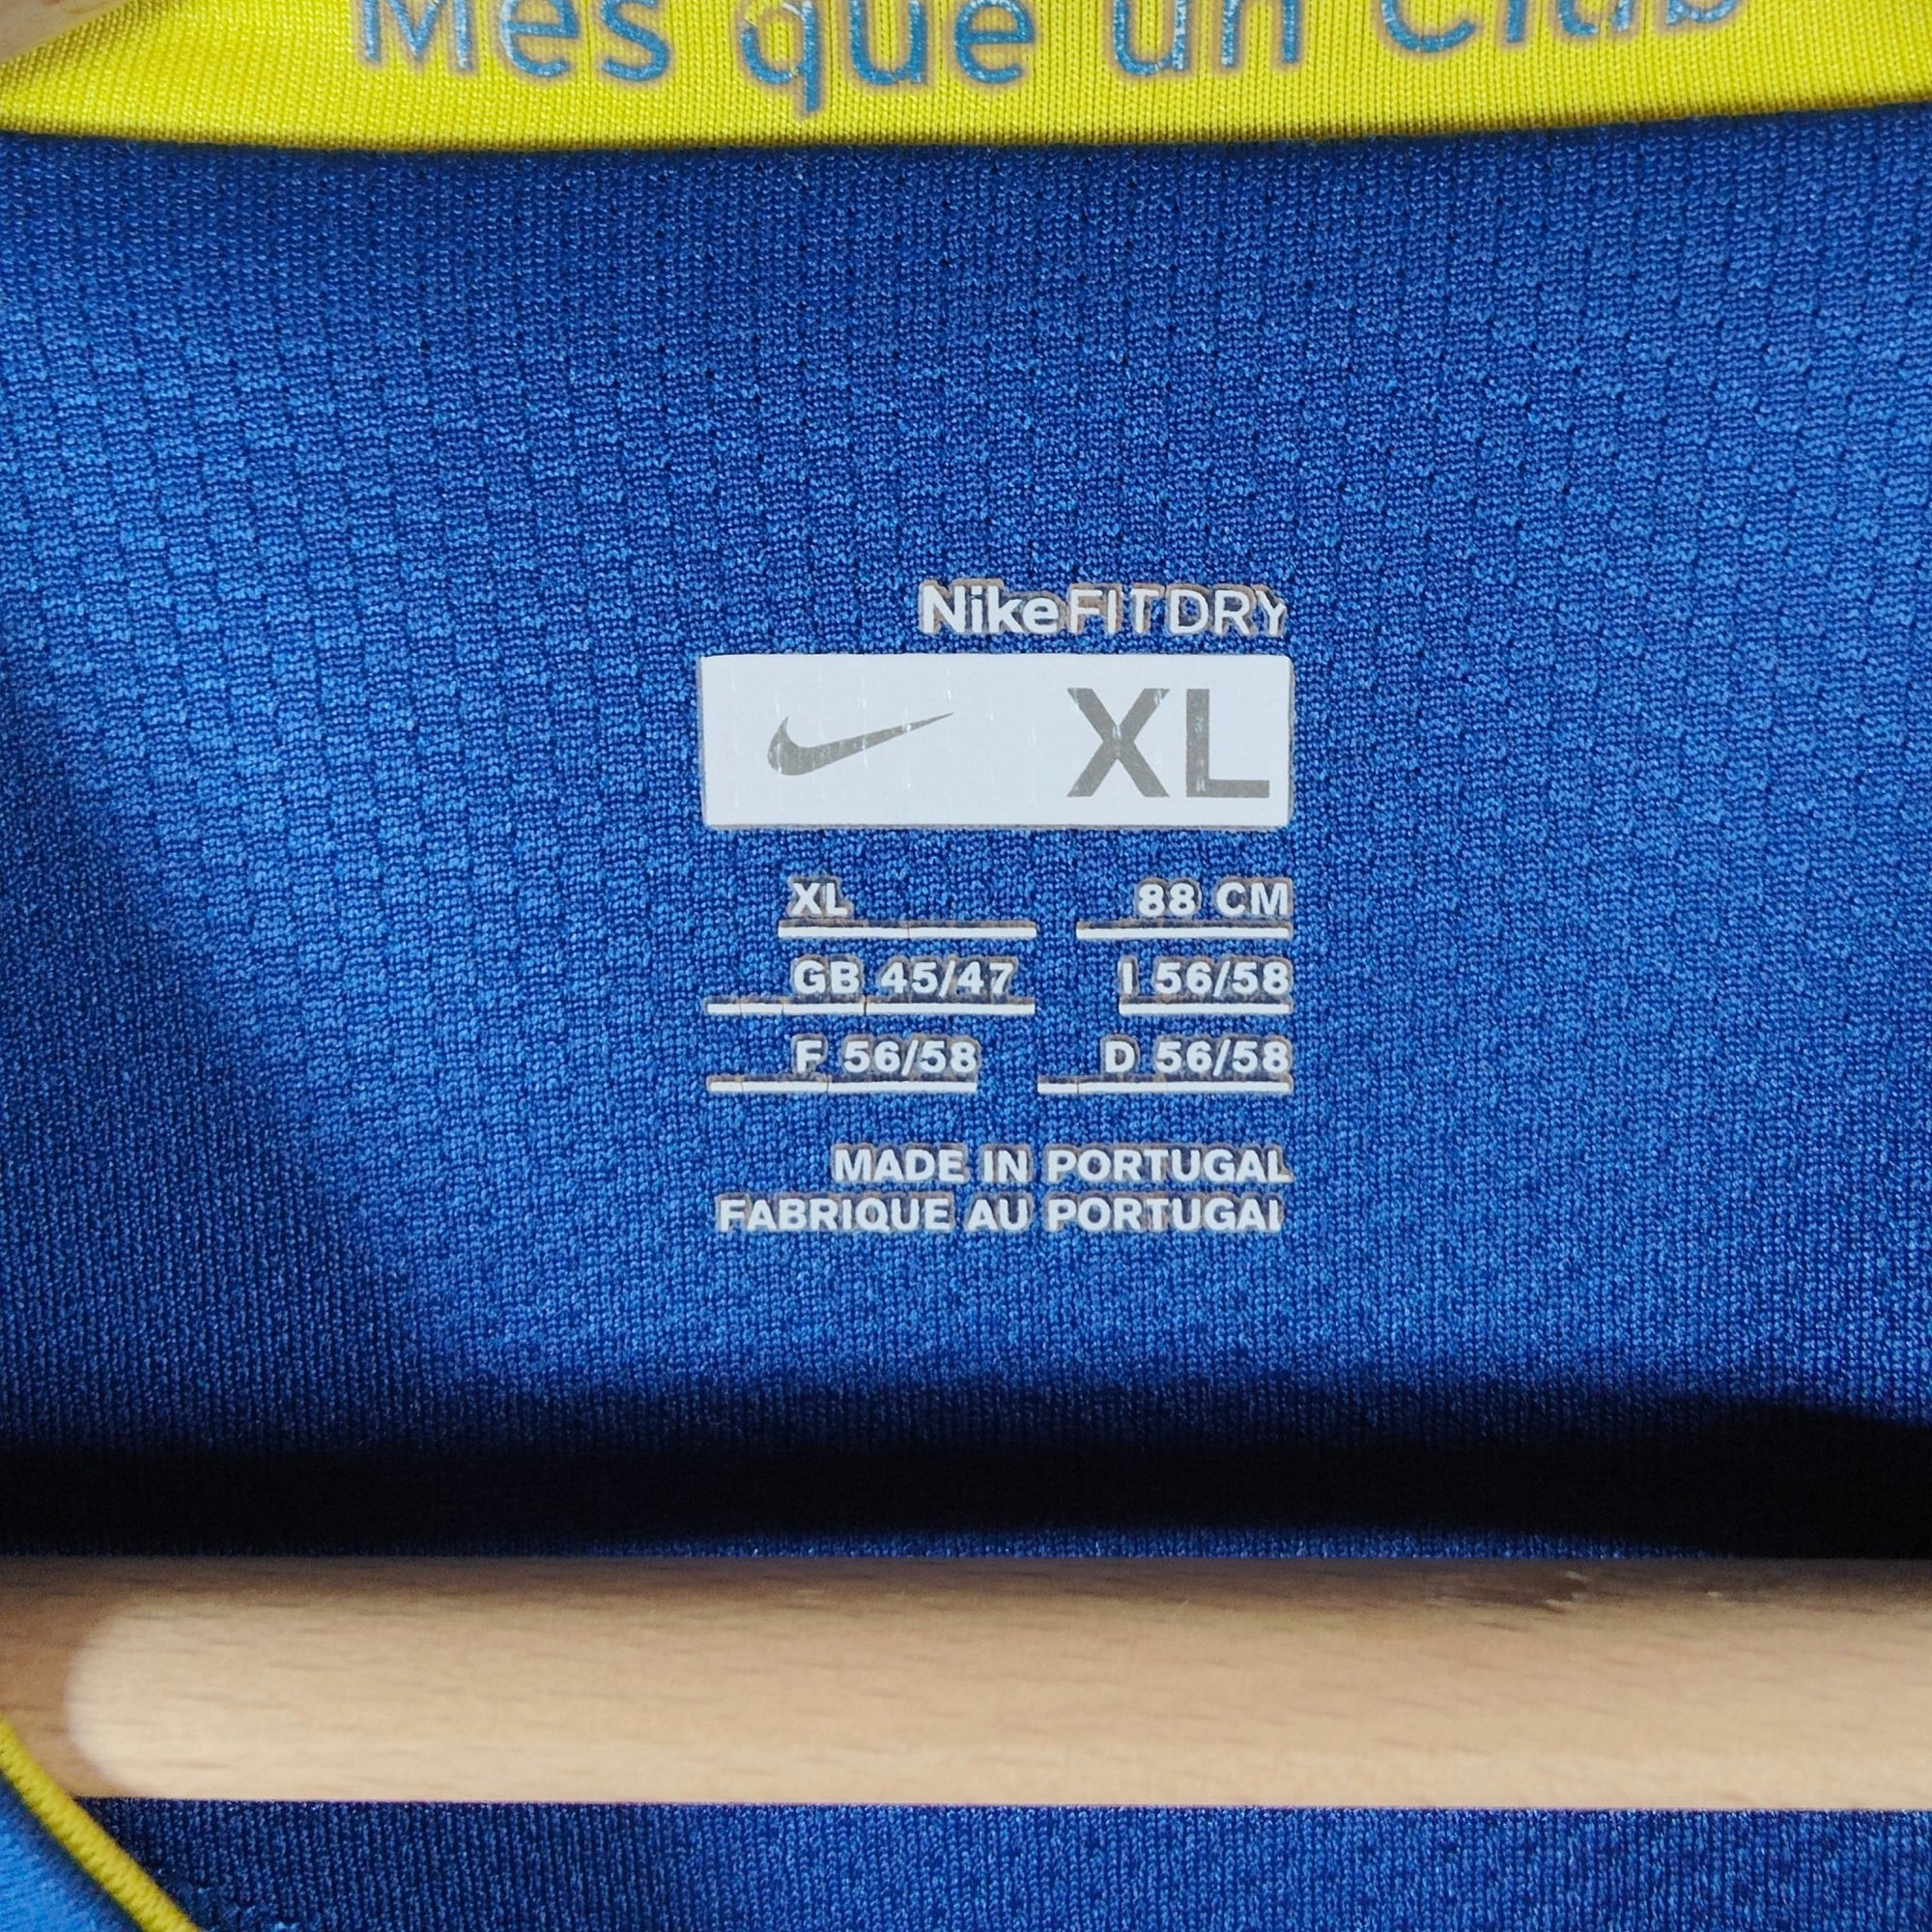 Mes que un Club
NikeFITDRY
XL
XL 88 CM
GB 45/47 I 56/58
F 56/58 D 56/58
MADE IN PORTUGAL
FABRIQUE AU PORTUGAL